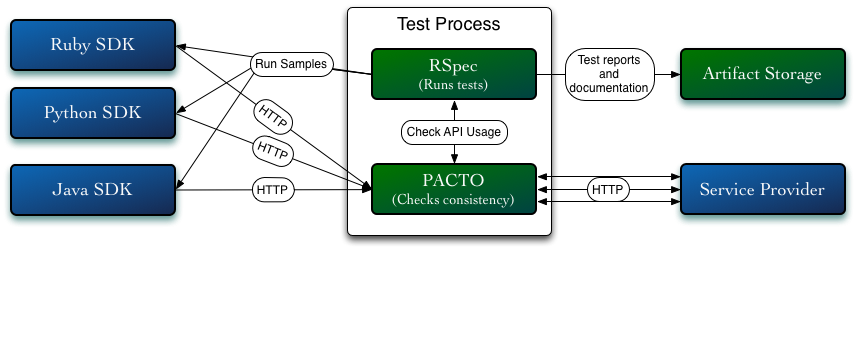 Test Process
Ruby SDK
Run Samples
RSpec
(Runs tests)
Test reports
and
documentation
Artifact Storage
Python SDK
HTTP
Check API Usage
HTTP
Java SDK
HTTP
PACTO
(Checks consistency)
HTTP
Service Provider